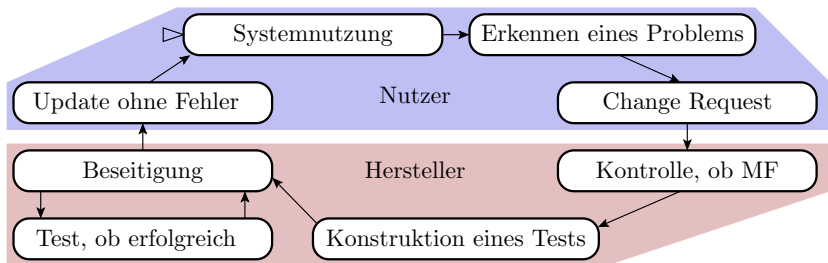 Systemnutzung
Erkennen eines Problems
Update ohne Fehler
Nutzer
Change Request
Beseitigung
Hersteller
Kontrolle, ob MF
Test, ob erfolgreich
Konstruktion eines Tests